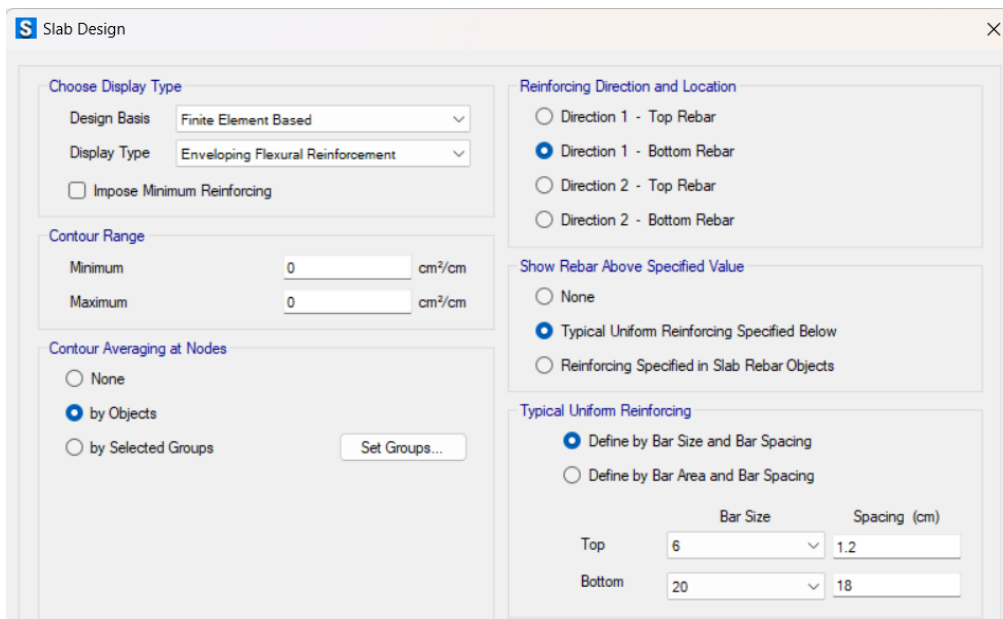 Slab Design
Choose Display Type
Design Basis Finite Element Based
Display Type Enveloping Flexural Reinforcement
Impose Minimum Reinforcing
Contour Range
Minimum 0 cm²/cm
Maximum 0 cm²/cm
Contour Averaging at Nodes
None
by Objects
by Selected Groups Set Groups...
Reinforcing Direction and Location
Direction 1 - Top Rebar
Direction 1 - Bottom Rebar
Direction 2 - Top Rebar
Direction 2 - Bottom Rebar
Show Rebar Above Specified Value
None
Typical Uniform Reinforcing Specified Below
Reinforcing Specified in Slab Rebar Objects
Typical Uniform Reinforcing
Define by Bar Size and Bar Spacing
Define by Bar Area and Bar Spacing
Bar Size Spacing (cm)
Top 6 1.2
Bottom 20 18